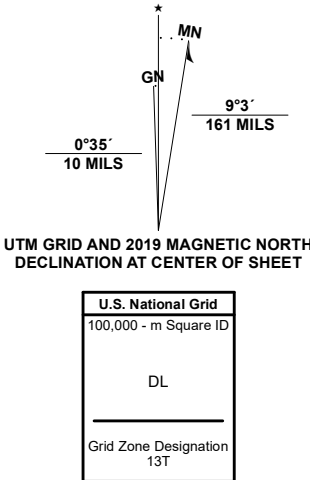 ★
MN
GN
9°3´
161 MILS
0°35´
10 MILS
UTM GRID AND 2019 MAGNETIC NORTH
DECLINATION AT CENTER OF SHEET
U.S. National Grid
100,000 - m Square ID
DL
Grid Zone Designation
13T